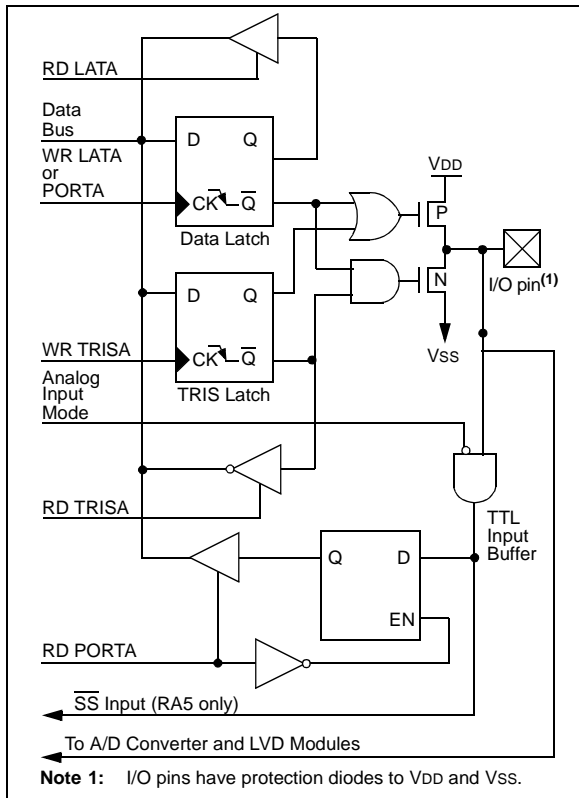 RD LATA
Data
Bus
D Q
WR LATA
or
PORTA
CK Q
Data Latch
VDD
P
N
I/O pin(1)
VSS
D Q
WR TRISA
CK Q
TRIS Latch
Analog
Input
Mode
RD TRISA
TTL
Input
Buffer
Q D
EN
RD PORTA
SS Input (RA5 only)
To A/D Converter and LVD Modules
Note 1: I/O pins have protection diodes to VDD and VSS.